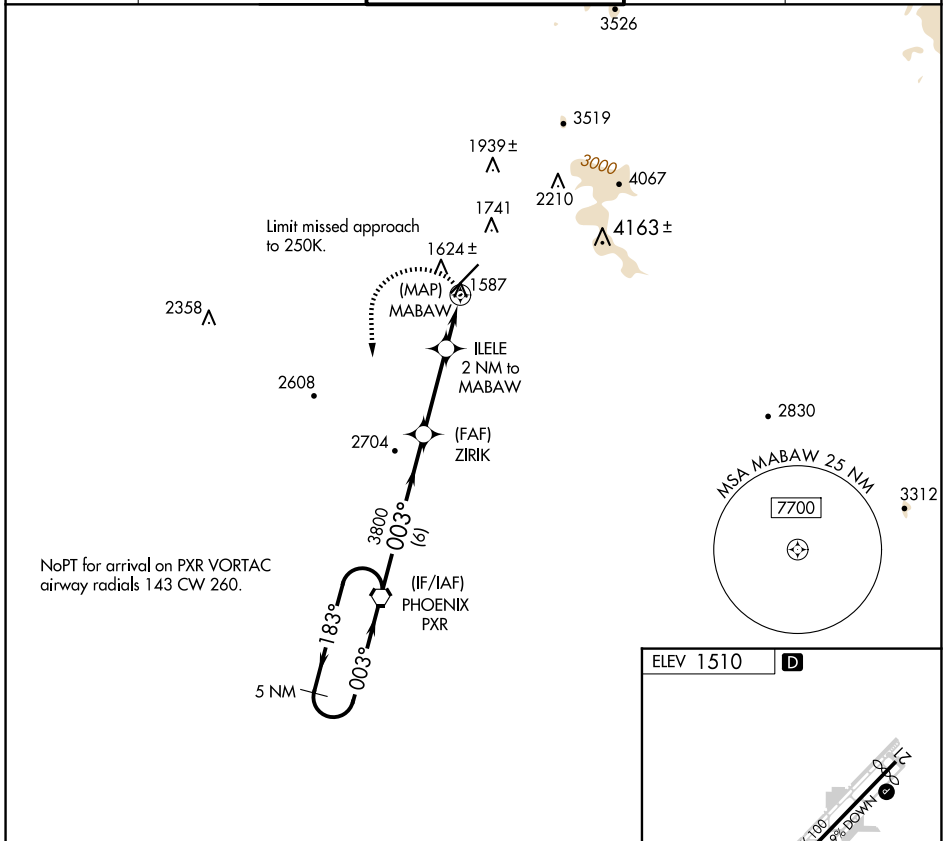 3526
3519
1939±
3000
4067
2210
1741
4163±
Limit missed approach
to 250K.
1624±
1587
(MAP)
MABAW
2358
ILELE
2 NM to
MABAW
2608
2830
2704
(FAF)
ZIRIK
MSA MABAW 25 NM
7700
3312
3800
003°
(6)
NoPT for arrival on PXR VORTAC
airway radials 143 CW 260.
(IF/IAF)
PHOENIX
PXR
183°
003°
5 NM
ELEV 1510
D
21
P
9% DOWN